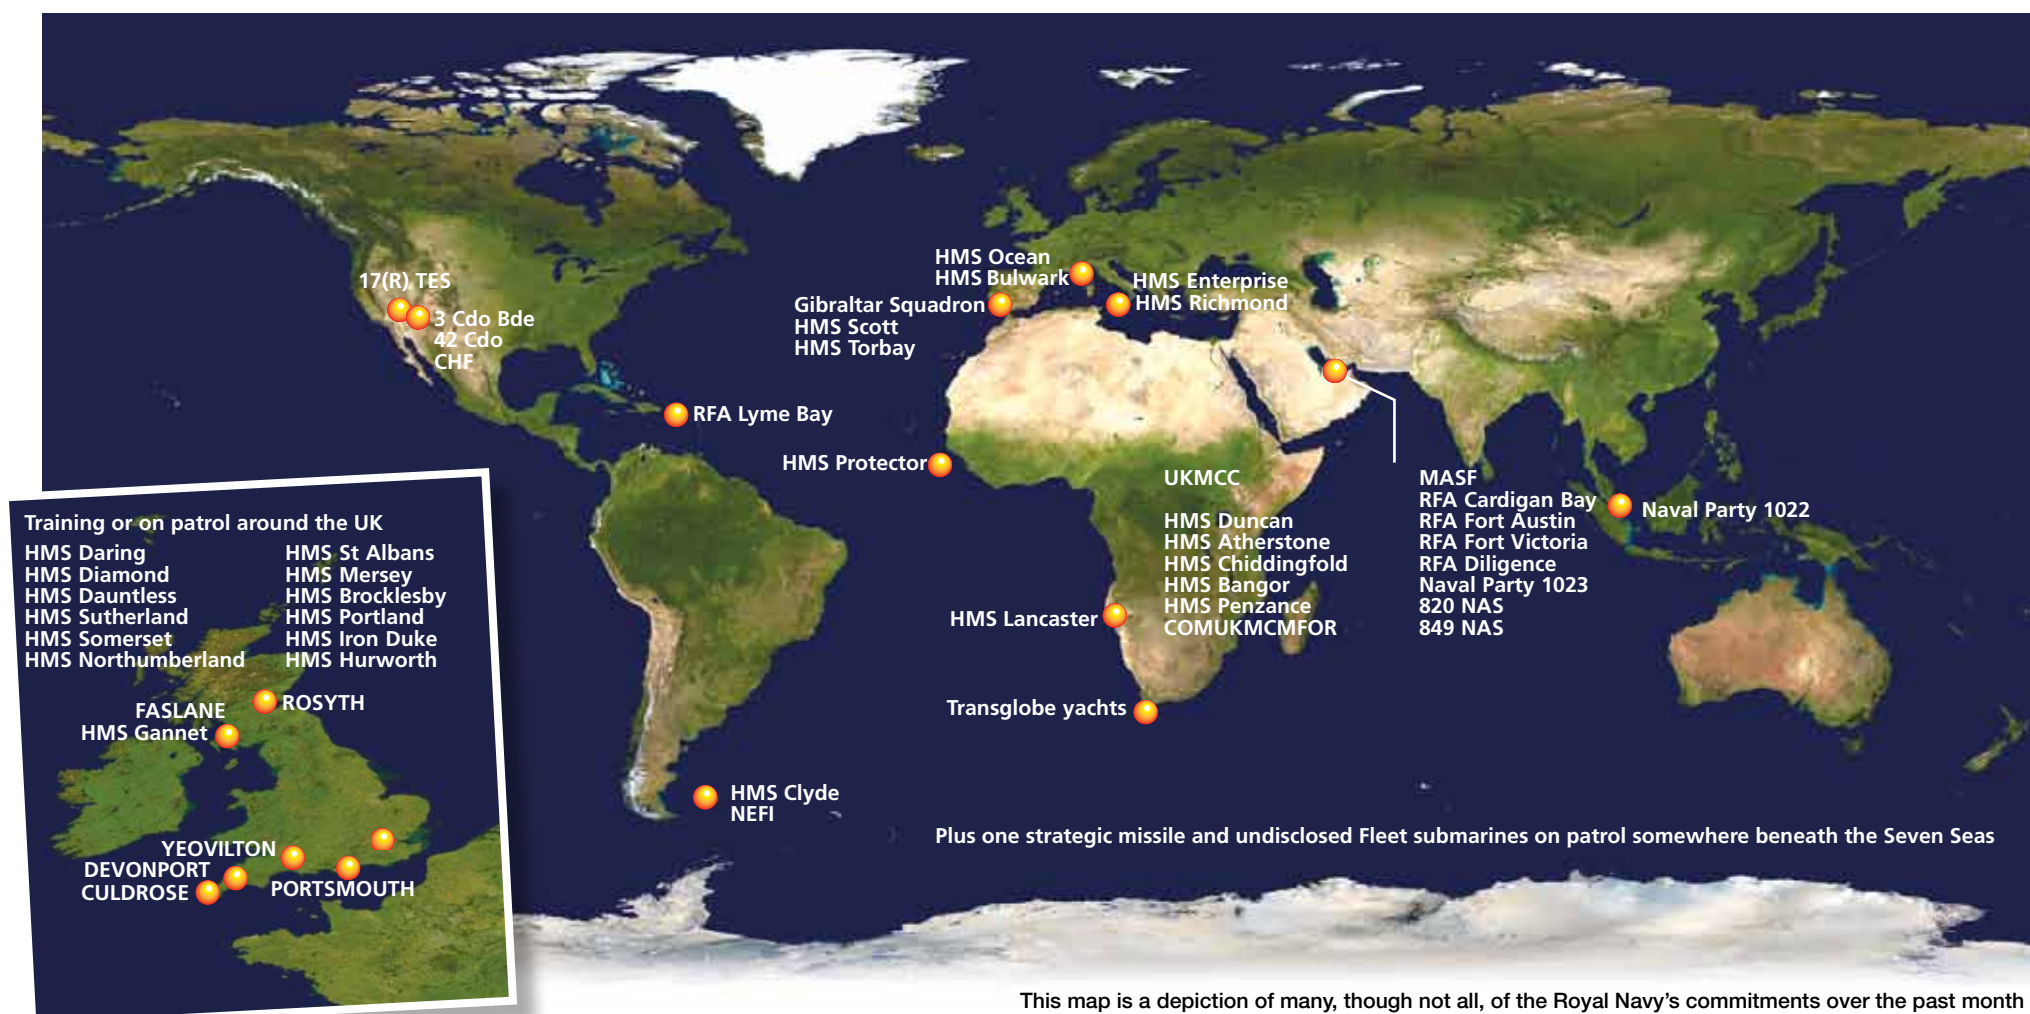 17(R) TES
3 Cdo Bde
42 Cdo
CHF
RFA Lyme Bay
HMS Ocean
HMS Bulwark
HMS Enterprise
HMS Richmond
Gibraltar Squadron
HMS Scott
HMS Torbay
HMS Protector
UKMCC
HMS Duncan
HMS Atherstone
HMS Chiddingfold
HMS Bangor
HMS Penzance
COMUKMCMFOR
MASF
RFA Cardigan Bay
RFA Fort Austin
RFA Fort Victoria
RFA Diligence
Naval Party 1023
820 NAS
849 NAS
Naval Party 1022
HMS Lancaster
Transglobe yachts
HMS Clyde
NEFI
Training or on patrol around the UK
HMS Daring
HMS Diamond
HMS Dauntless
HMS Sutherland
HMS Somerset
HMS Northumberland
HMS St Albans
HMS Mersey
HMS Brocklesby
HMS Portland
HMS Iron Duke
HMS Hurworth
ROSYTH
FASLANE
HMS Gannet
YEOVILTON
DEVONPORT
CULDROSE
PORTSMOUTH
Plus one strategic missile and undisclosed Fleet submarines on patrol somewhere beneath the Seven Seas
This map is a depiction of many, though not all, of the Royal Navy's commitments over the past month